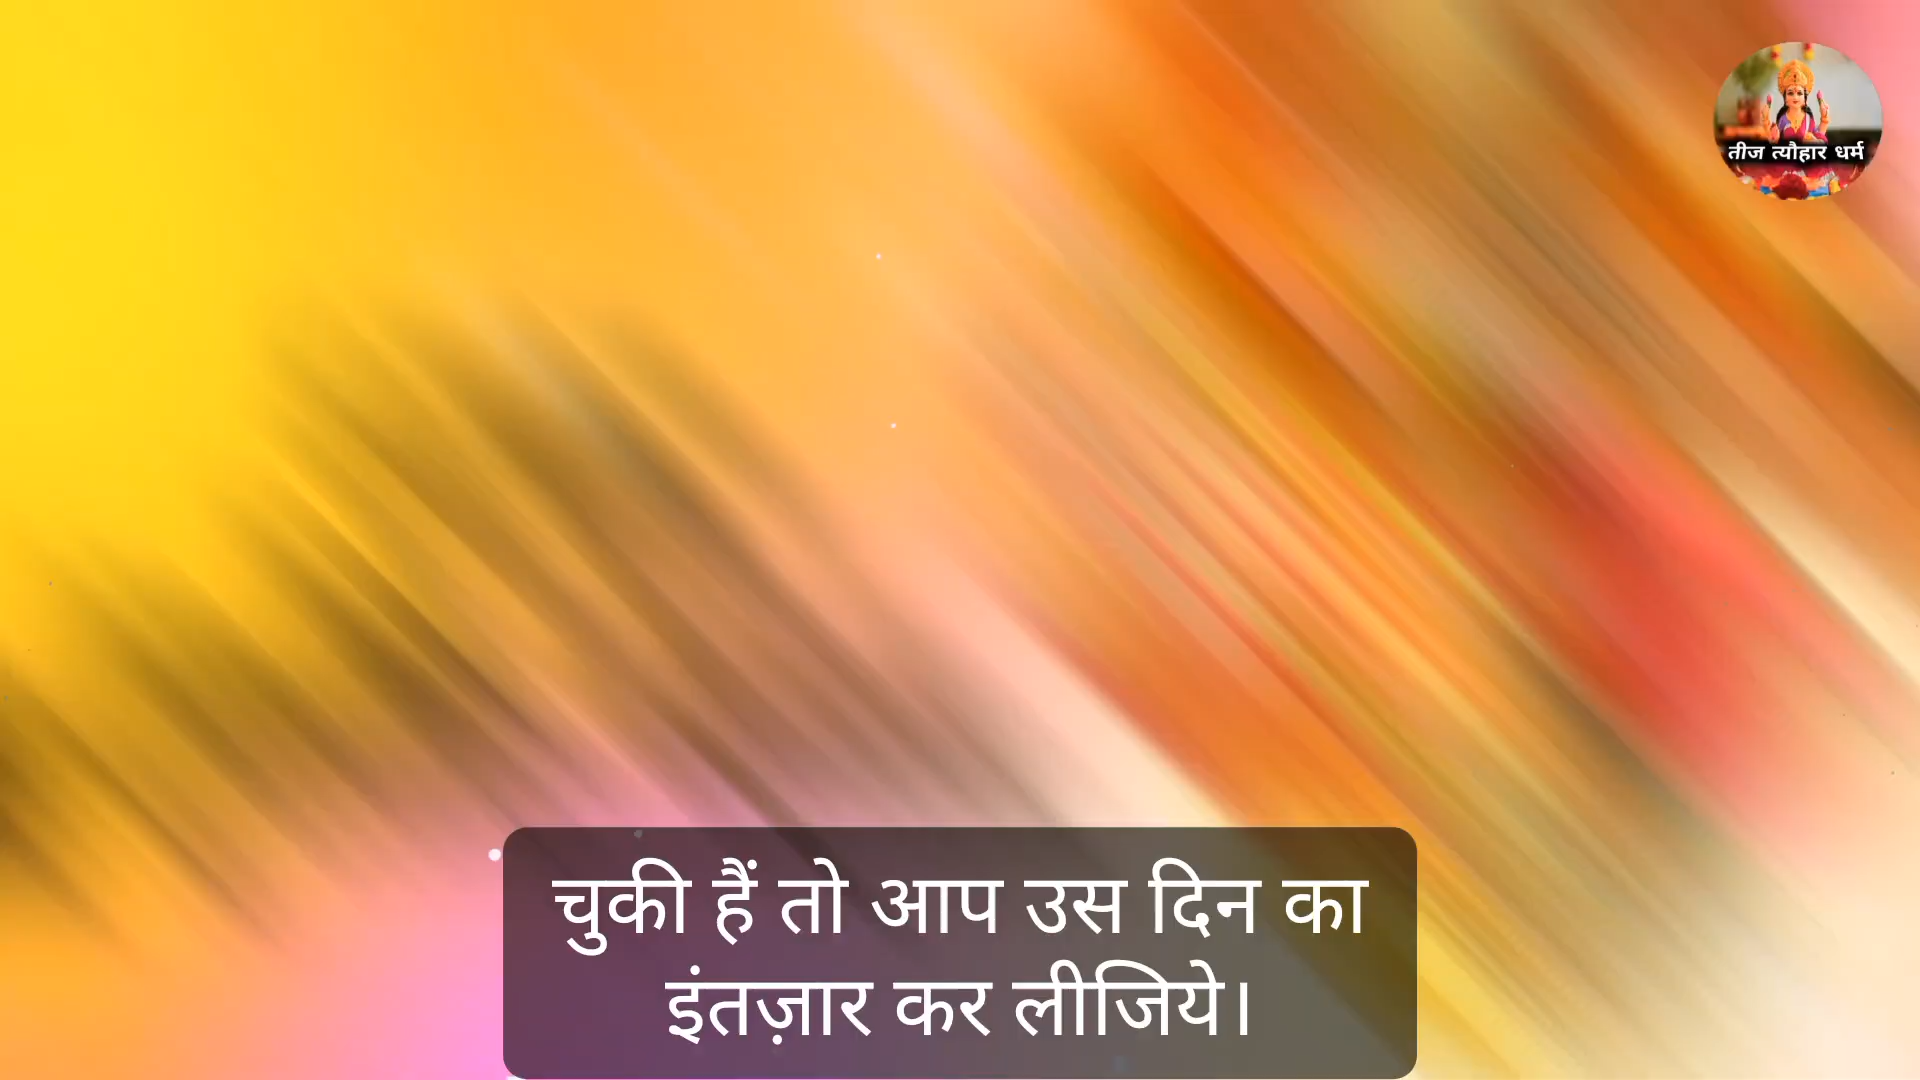 तीज त्यौहार धर्म
चुकी हैं तो आप उस दिन का
इंतज़ार कर लीजिये।